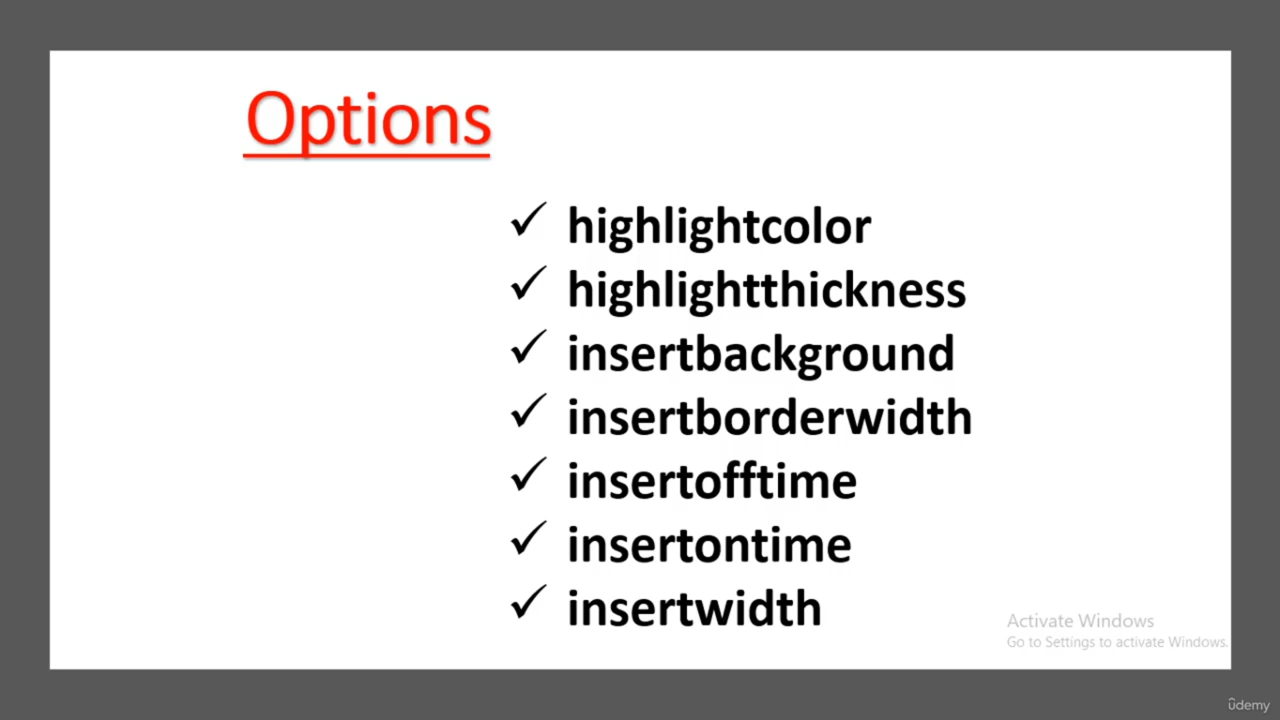 Options
✓ highlightcolor
✓ highlightthickness
✓ insertbackground
✓ insertborderwidth
✓ insertofftime
✓ insertontime
✓ insertwidth
Activate Windows
Go to Settings to activate Windows.
ûdemy